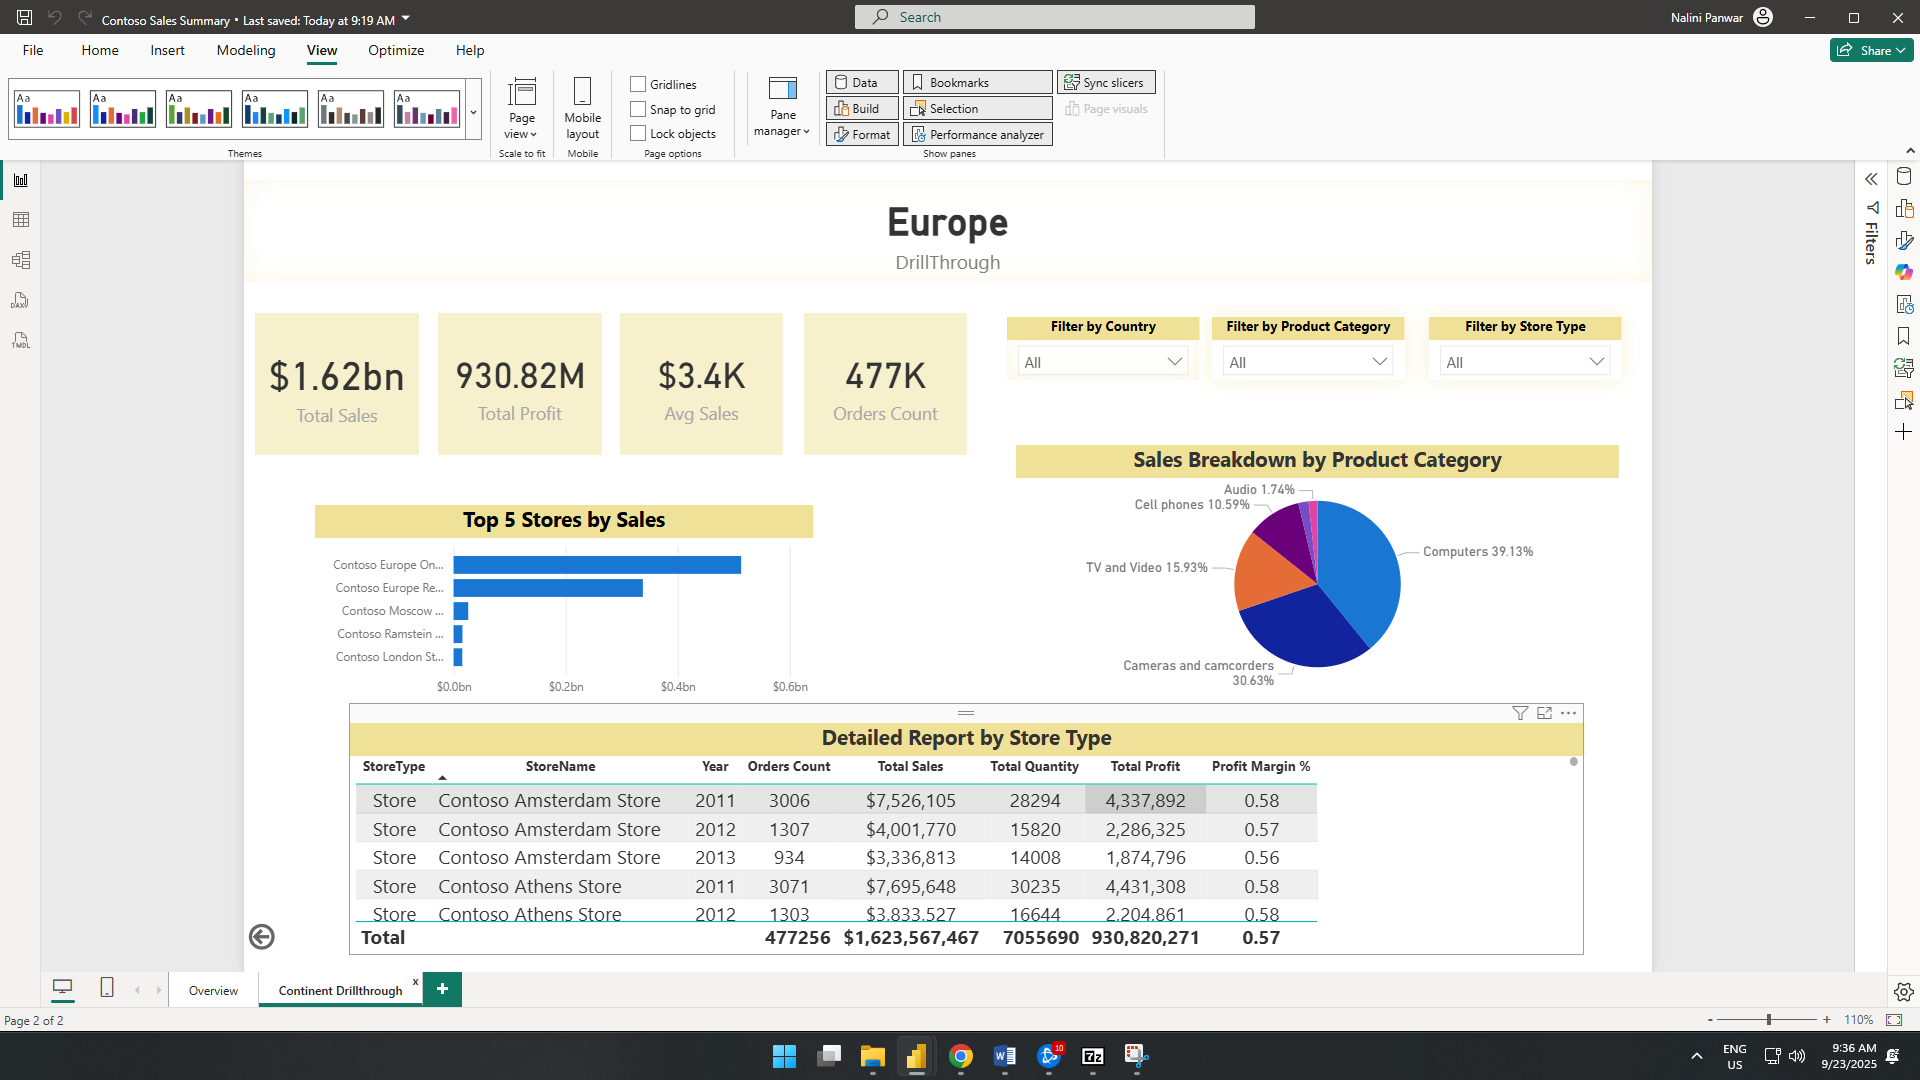 Contoso Sales Summary • Last saved: Today at 9:19 AM
Search
Nalini Panwar
File Home Insert Modeling View Optimize Help
Share
Aa Aa Aa Aa Aa Aa
Themes
Page view
Scale to fit
Mobile layout
Mobile
Gridlines
Snap to grid
Lock objects
Page options
Pane manager
Data Bookmarks Sync slicers
Build Selection Page visuals
Format Performance analyzer
Show panes
DAX
TMDL
Filters
Europe
DrillThrough
$1.62bn
Total Sales
930.82M
Total Profit
$3.4K
Avg Sales
477K
Orders Count
Filter by Country
All
Filter by Product Category
All
Filter by Store Type
All
Top 5 Stores by Sales
Contoso Europe On...
Contoso Europe Re...
Contoso Moscow ...
Contoso Ramstein ...
Contoso London St...
$0.0bn $0.2bn $0.4bn $0.6bn
Sales Breakdown by Product Category
Audio 1.74%
Cell phones 10.59%
TV and Video 15.93%
Computers 39.13%
Cameras and camcorders
30.63%
Detailed Report by Store Type
StoreType StoreName Year Orders Count Total Sales Total Quantity Total Profit Profit Margin %
Store Contoso Amsterdam Store 2011 3006 $7,526,105 28294 4,337,892 0.58
Store Contoso Amsterdam Store 2012 1307 $4,001,770 15820 2,286,325 0.57
Store Contoso Amsterdam Store 2013 934 $3,336,813 14008 1,874,796 0.56
Store Contoso Athens Store 2011 3071 $7,695,648 30235 4,431,308 0.58
Store Contoso Athens Store 2012 1303 $3,833,527 16644 2,204,861 0.58
Total 477256 $1,623,567,467 7055690 930,820,271 0.57
Overview
Continent Drillthrough x
+
Page 2 of 2
- + 110%
10
7z
ENG
US
9:36 AM
9/23/2025